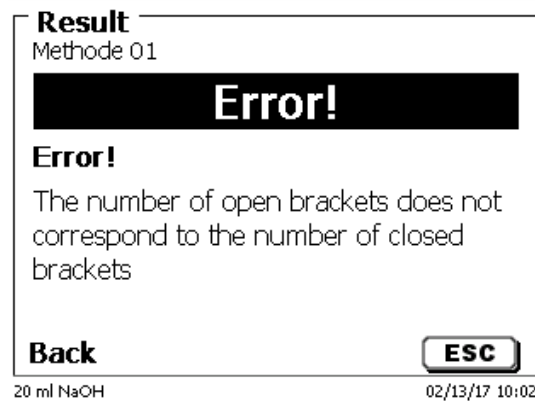 Result
Methode 01
Error!
Error!
The number of open brackets does not
correspond to the number of closed
brackets
Back ESC
20 ml NaOH 02/13/17 10:02